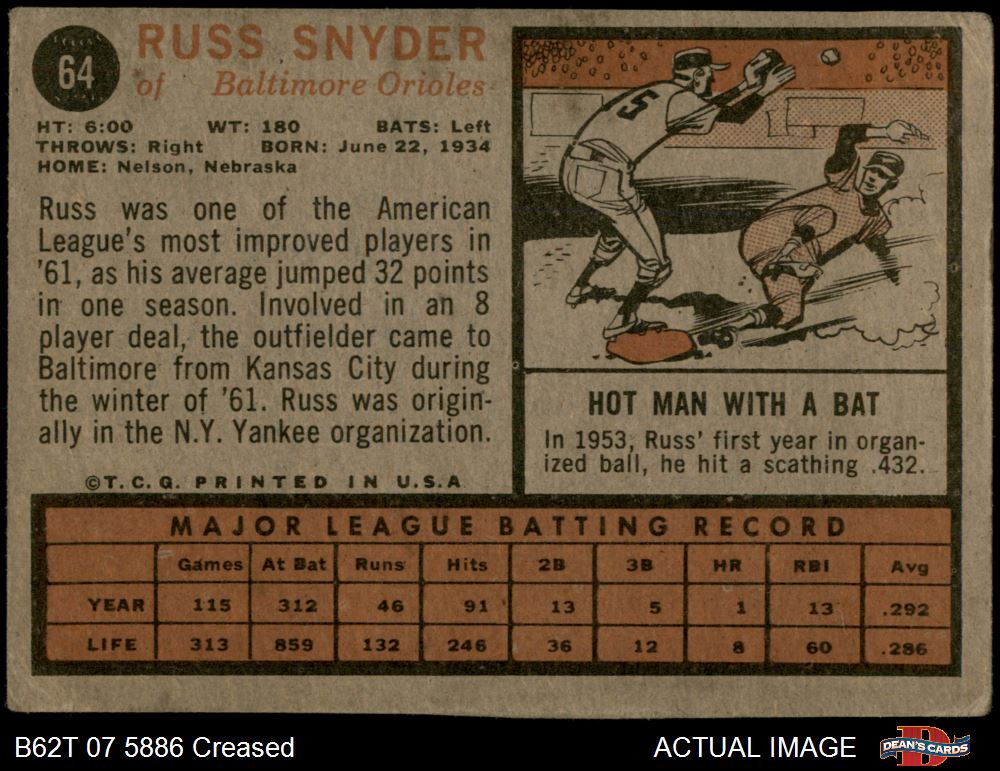 64
RUSS SNYDER
of Baltimore Orioles
HT: 6:00 WT: 180 BATS: Left
THROWS: Right BORN: June 22, 1934
HOME: Nelson, Nebraska
Russ was one of the American
League's most improved players in
'61, as his average jumped 32 points
in one season. Involved in an 8
player deal, the outfielder came to
Baltimore from Kansas City during
the winter of '61. Russ was origin-
ally in the N.Y. Yankee organization.
©T.C.G. PRINTED IN U.S.A
5
HOT MAN WITH A BAT
In 1953, Russ' first year in organ-
ized ball, he hit a scathing .432.
MAJOR LEAGUE BATTING RECORD
Games At Bat Runs Hits 2B 3B HR RBI Avg
YEAR 115 312 46 91 13 5 1 13 .292
LIFE 313 859 132 246 36 12 8 60 .286
B62T 07 5886 Creased
ACTUAL IMAGE
DEAN'S CARDS